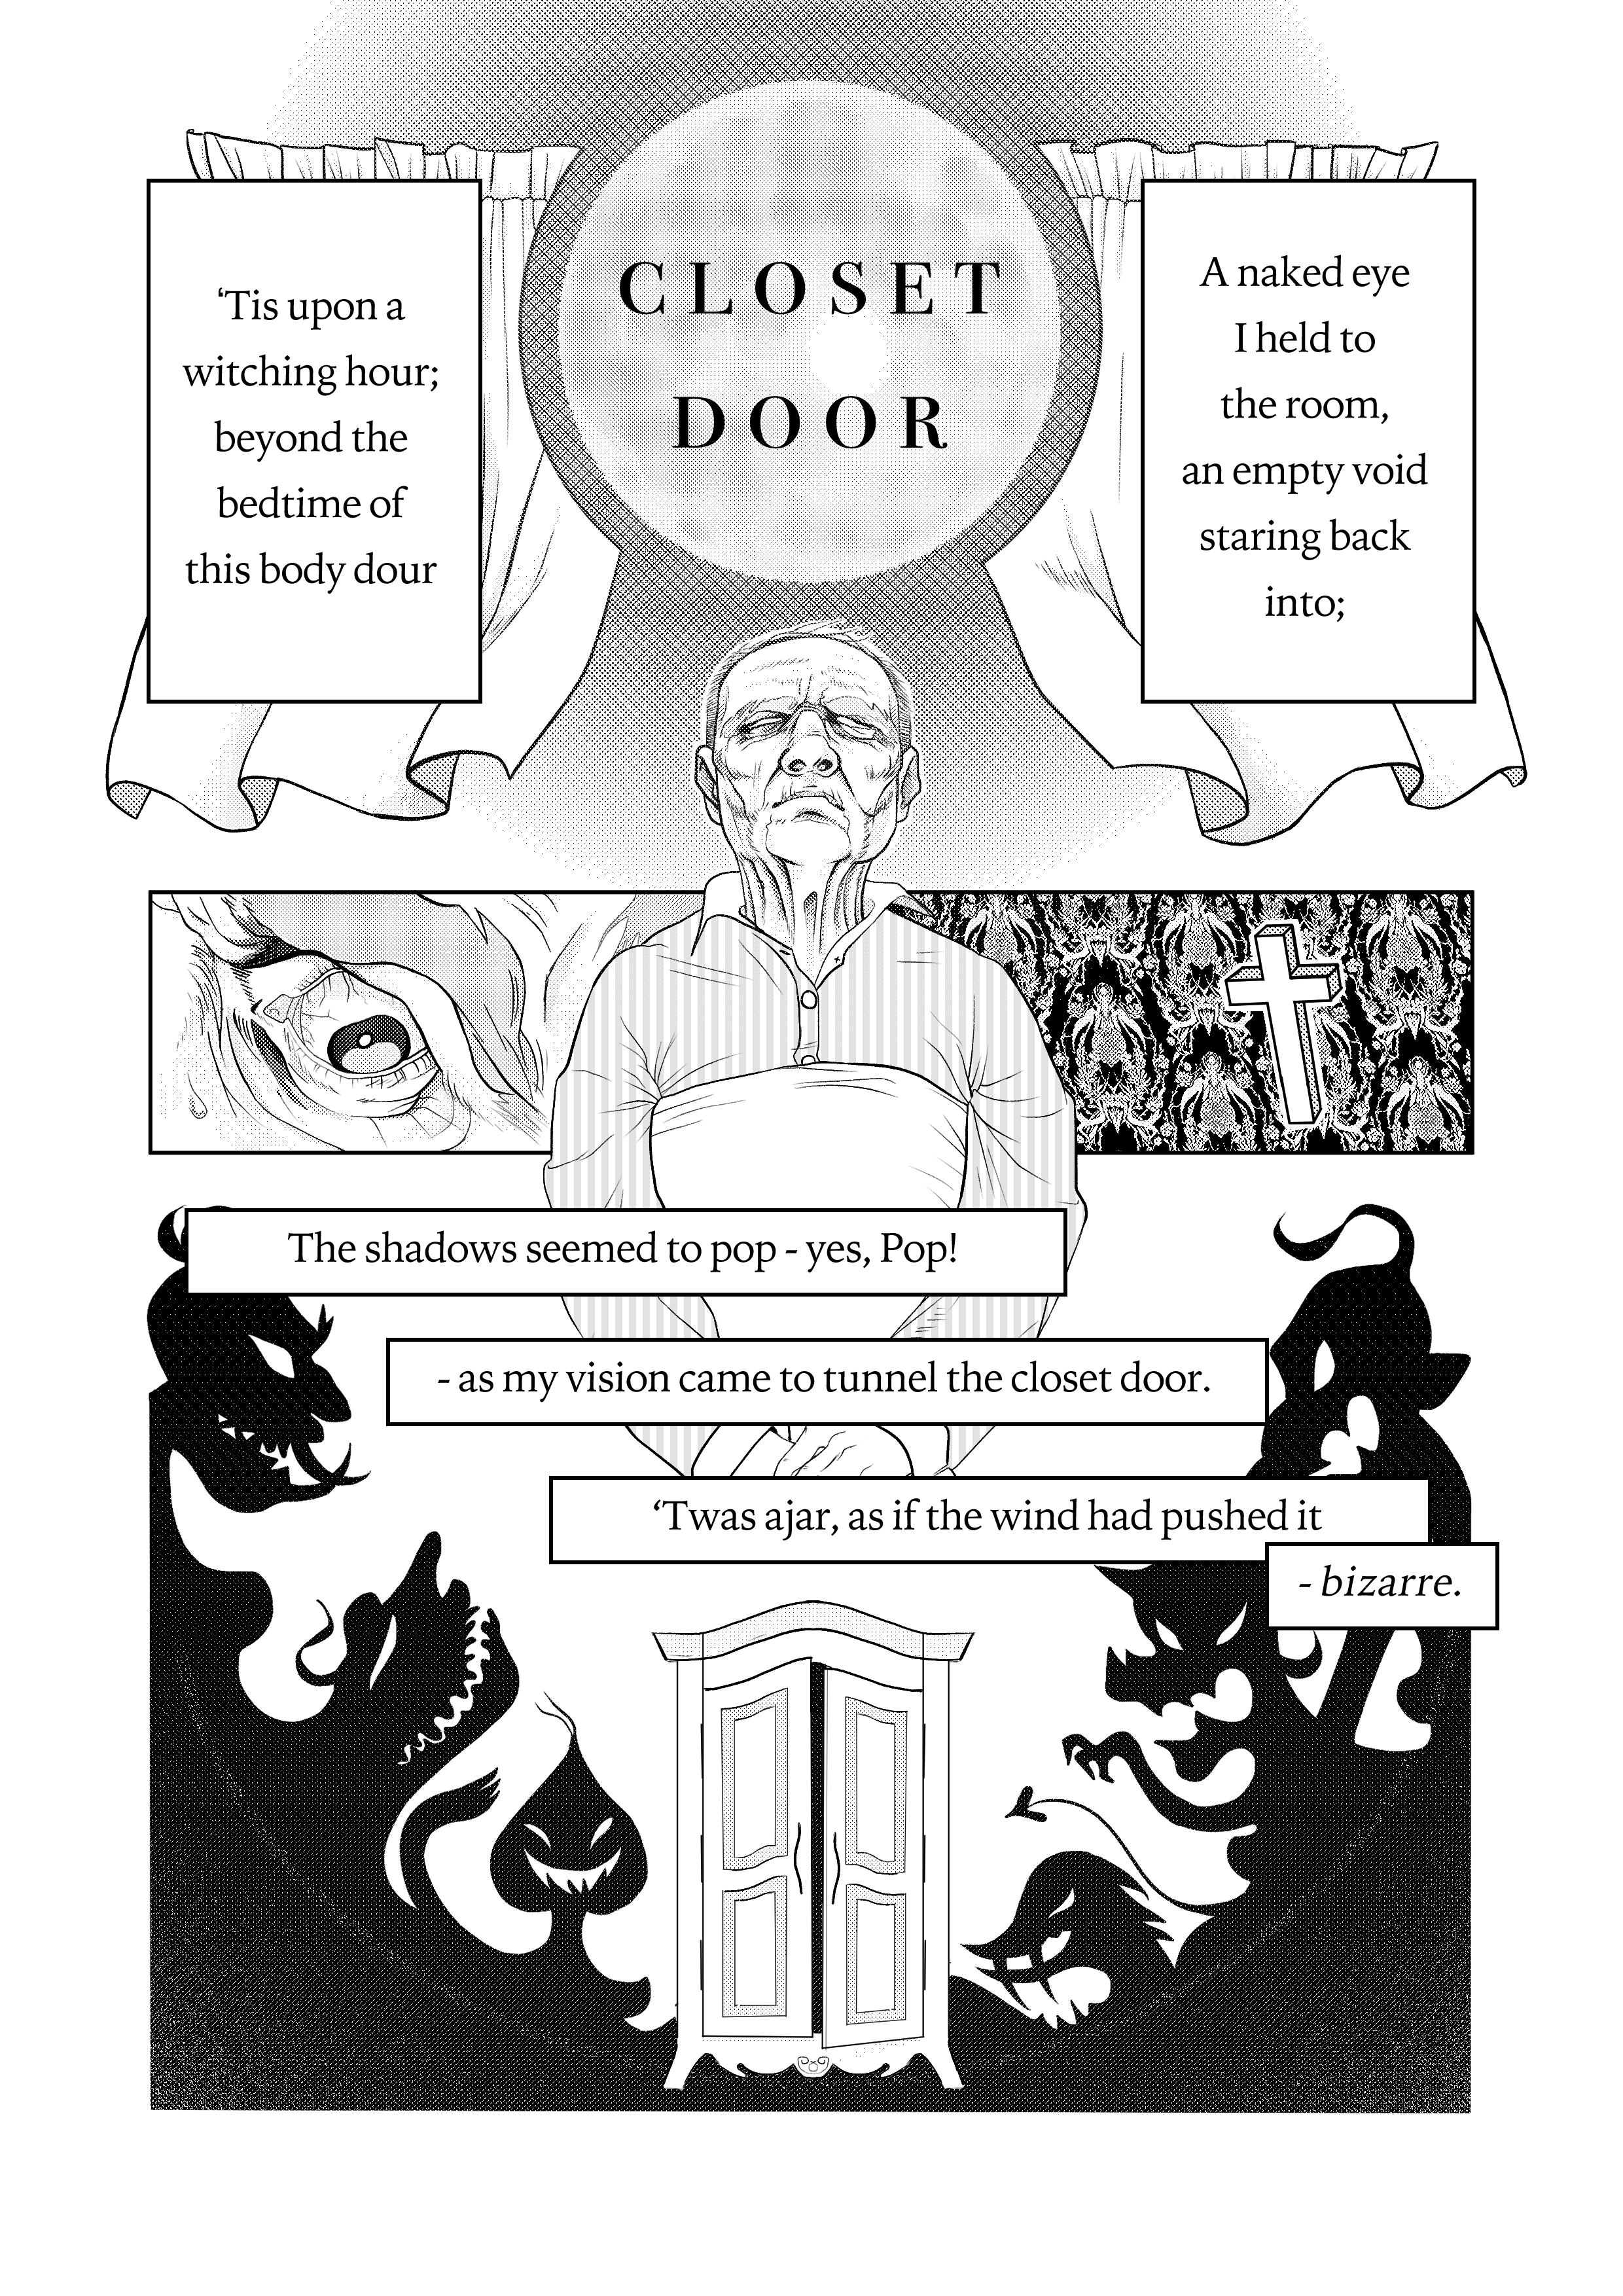 CLOSET
DOOR
‘Tis upon a
witching hour;
beyond the
bedtime of
this body dour
A naked eye
I held to
the room,
an empty void
staring back
into;
The shadows seemed to pop - yes, Pop!
- as my vision came to tunnel the closet door.
‘Twas ajar, as if the wind had pushed it
- bizarre.